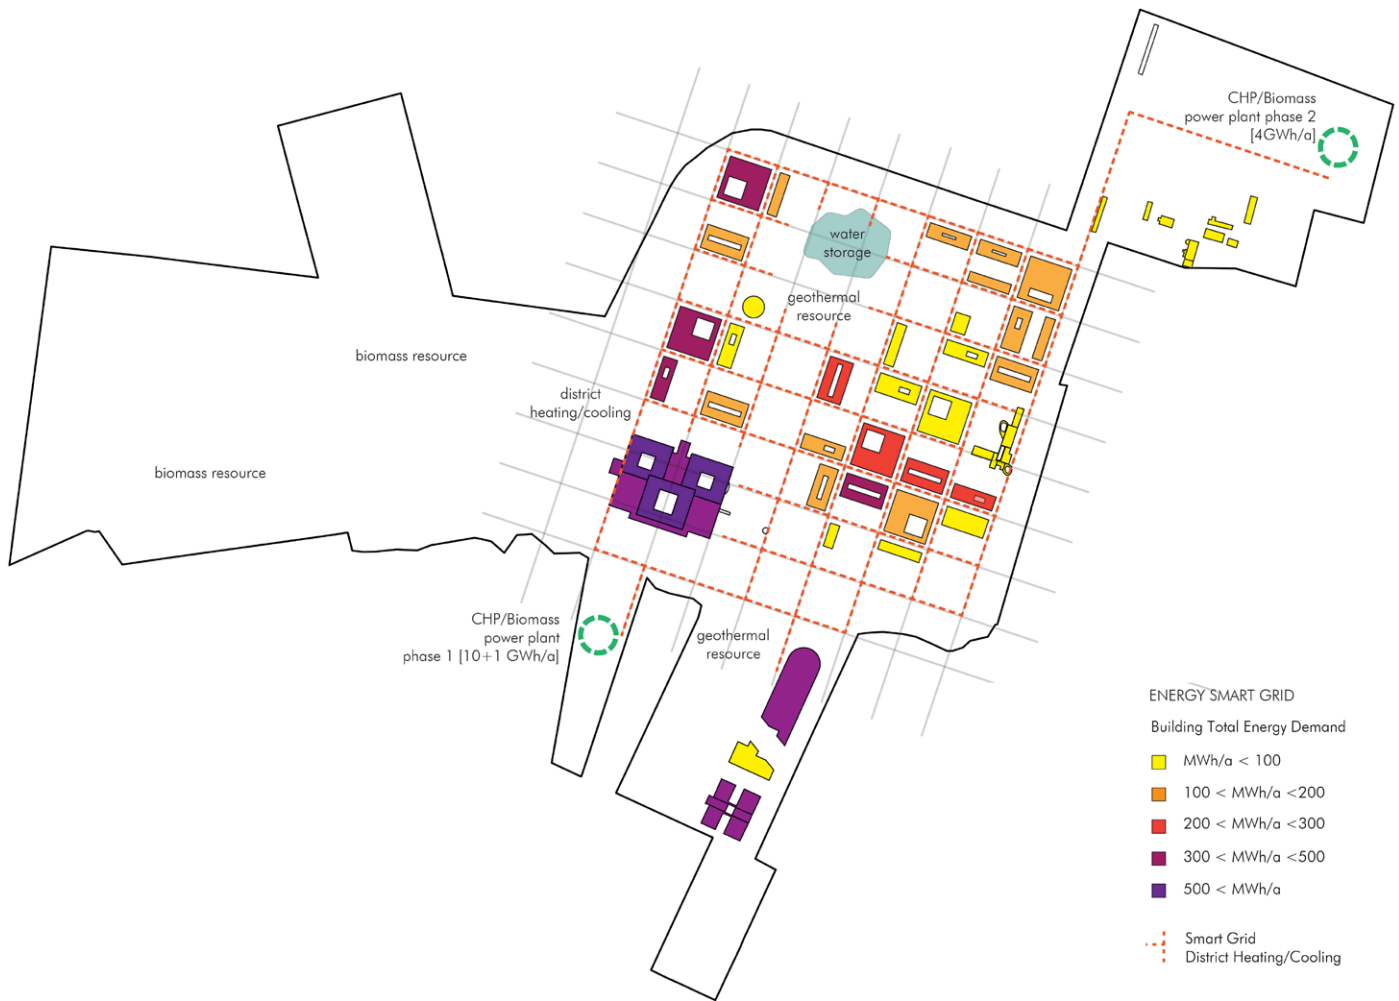 CHP/Biomass
power plant phase 2
[4GWh/a]
water
storage
geothermal
resource
biomass resource
district
heating/cooling
biomass resource
CHP/Biomass
power plant
phase 1 [10+1 GWh/a]
geothermal
resource
ENERGY SMART GRID
Building Total Energy Demand
MWh/a < 100
100 < MWh/a <200
200 < MWh/a <300
300 < MWh/a <500
500 < MWh/a
Smart Grid
District Heating/Cooling